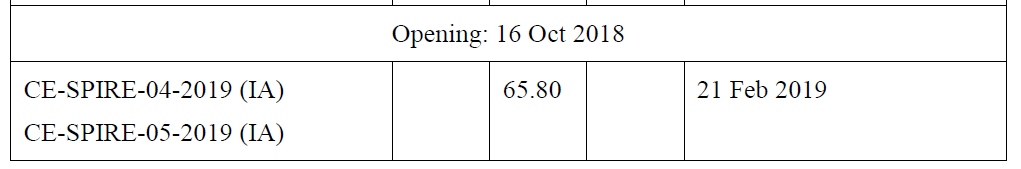 Opening: 16 Oct 2018
CE-SPIRE-04-2019 (IA) 65.80 21 Feb 2019
CE-SPIRE-05-2019 (IA)